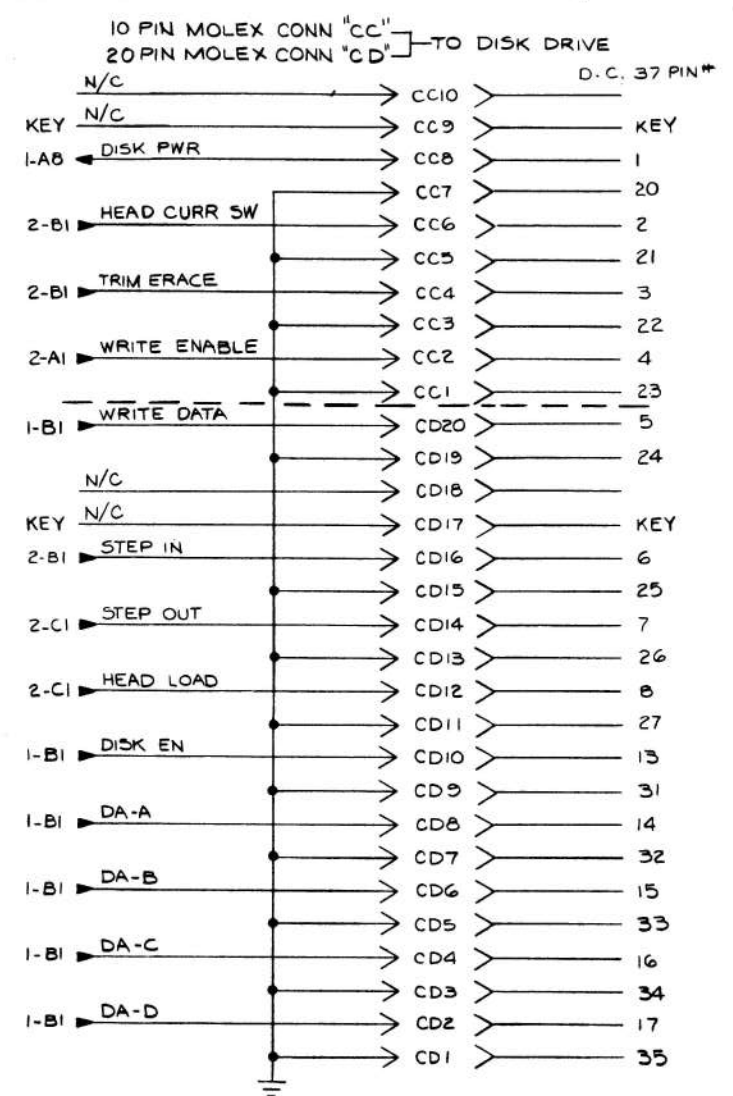 10 PIN MOLEX CONN "CC"
20 PIN MOLEX CONN "CD"
TO DISK DRIVE
D.C. 37 PIN#
N/C CC10
KEY N/C CC9 KEY
1-A8 DISK PWR CC8 1
CC7 20
2-B1 HEAD CURR SW CC6 2
CC5 21
2-B1 TRIM ERACE CC4 3
CC3 22
2-A1 WRITE ENABLE CC2 4
CC1 23
1-B1 WRITE DATA CD20 5
CD19 24
N/C CD18
KEY N/C CD17 KEY
2-B1 STEP IN CD16 6
CD15 25
2-C1 STEP OUT CD14 7
CD13 26
2-C1 HEAD LOAD CD12 8
CD11 27
1-B1 DISK EN CD10 13
CD9 31
1-B1 DA-A CD8 14
CD7 32
1-B1 DA-B CD6 15
CD5 33
1-B1 DA-C CD4 16
CD3 34
1-B1 DA-D CD2 17
CD1 35